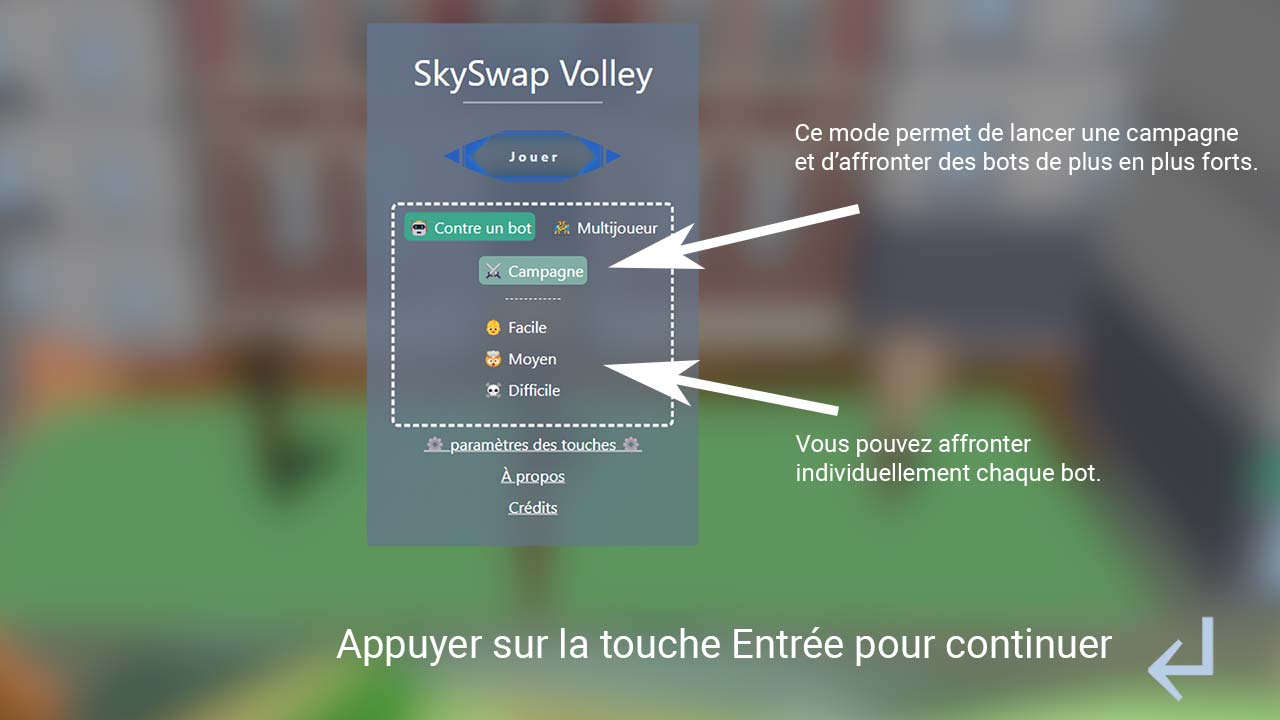 SkySwap Volley
Jouer
Contre un bot Multijoueur
Campagne
------------
Facile
Moyen
Difficile
paramètres des touches
À propos
Crédits
Ce mode permet de lancer une campagne
et d’affronter des bots de plus en plus forts.
Vous pouvez affronter
individuellement chaque bot.
Appuyer sur la touche Entrée pour continuer